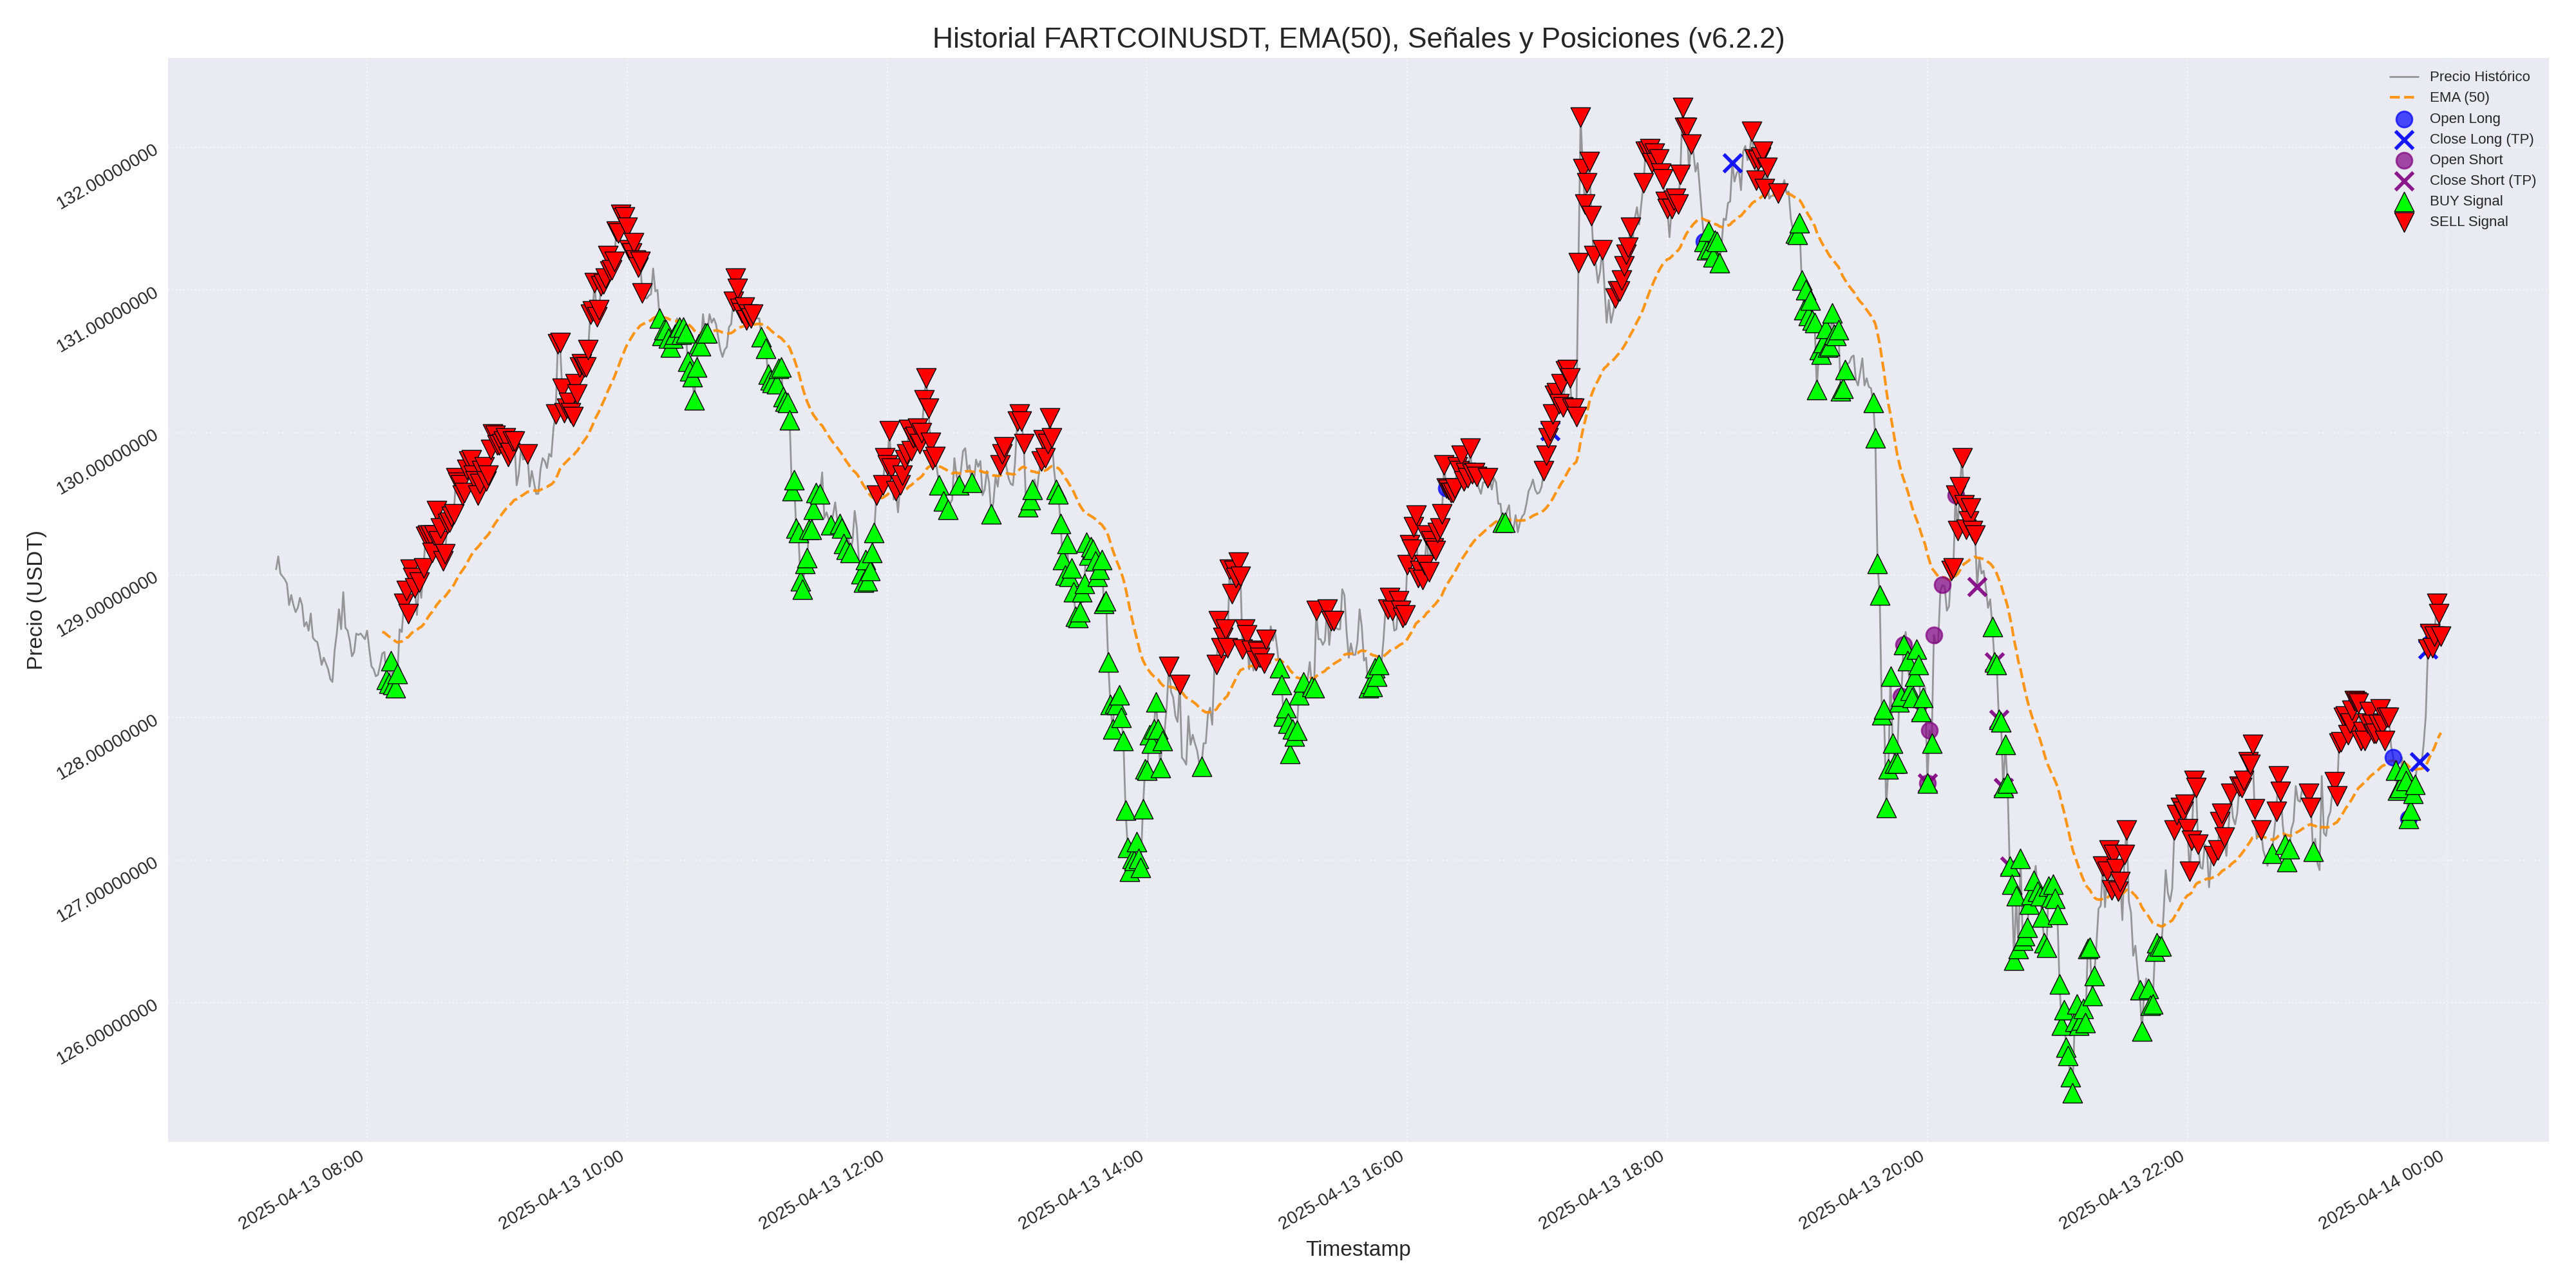 Historial FARTCOINUSDT, EMA(50), Señales y Posiciones (v6.2.2)
Precio Histórico
EMA (50)
Open Long
Close Long (TP)
Open Short
Close Short (TP)
BUY Signal
SELL Signal
Precio (USDT)
132.00000000
131.00000000
130.00000000
129.00000000
128.00000000
127.00000000
126.00000000
2025-04-13 08:00
2025-04-13 10:00
2025-04-13 12:00
2025-04-13 14:00
2025-04-13 16:00
2025-04-13 18:00
2025-04-13 20:00
2025-04-13 22:00
2025-04-14 00:00
Timestamp